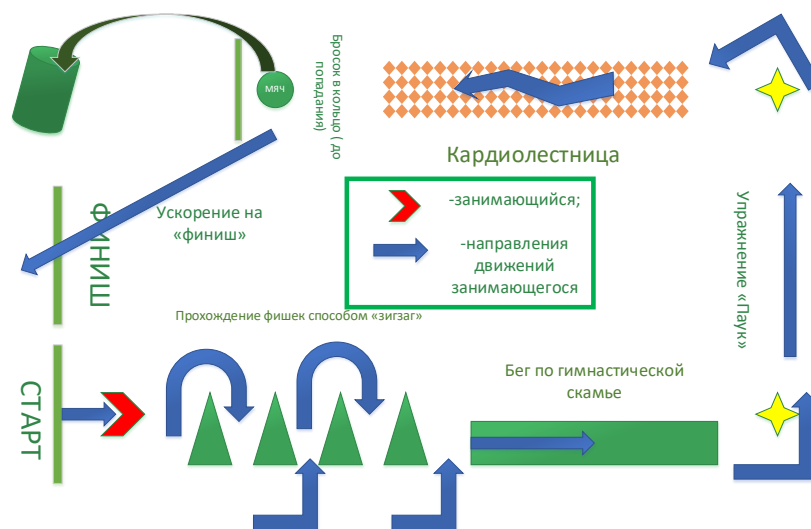 мяч
Бросок в кольцо ( до
попадания)
Кардиолестница
-занимающийся;
-направления
движений
занимающегося
Ускорение на
«финиш»
ФИНИШ
Упражнение «Паук»
Прохождение фишек способом «зигзаг»
Бег по гимнастической
скамье
СТАРТ